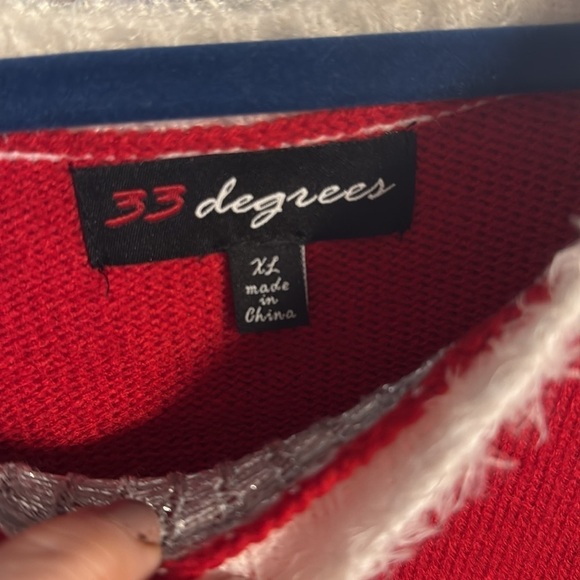 33 degrees
XL
made
in
China